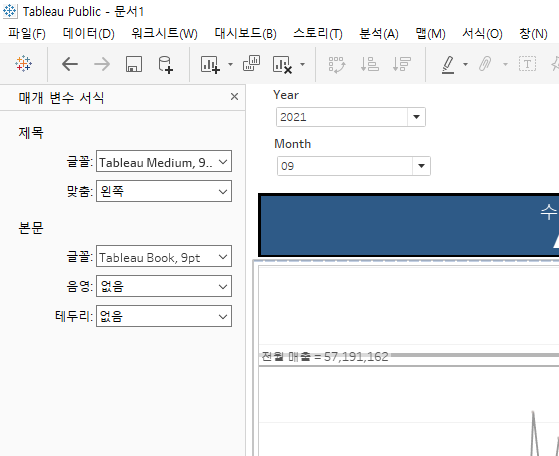 Tableau Public - 문서1
파일(F) 데이터(D) 워크시트(W) 대시보드(B) 스토리(T) 분석(A) 맵(M) 서식(O) 창(N)
매개 변수 서식 ×
제목
글꼴: Tableau Medium, 9..
맞춤: 왼쪽
본문
글꼴: Tableau Book, 9pt
음영: 없음
테두리: 없음
Year
2021
Month
09
수
전월 매출 = 57,191,162